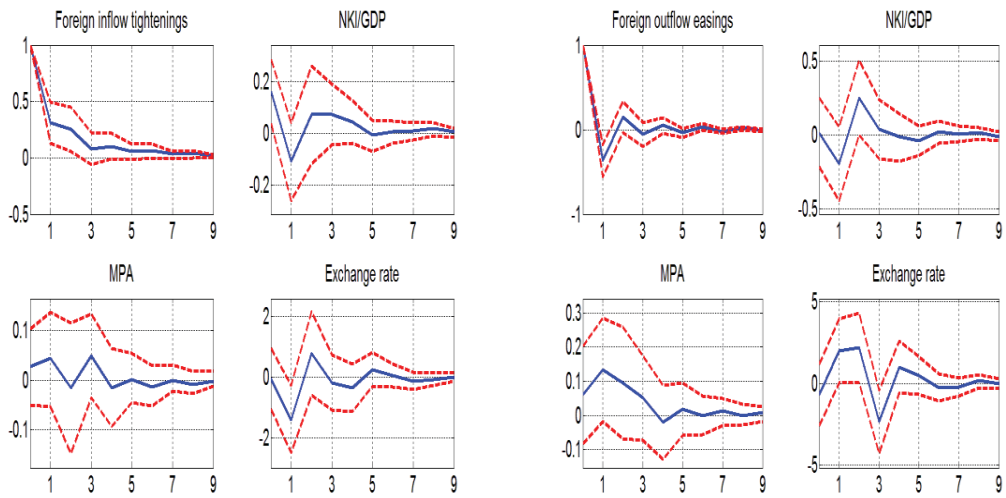 Foreign inflow tightenings
1
0.5
0
-0.5
1 3 5 7 9
NKI/GDP
0.2
0
-0.2
1 3 5 7 9
Foreign outflow easings
1
0
-1
1 3 5 7 9
NKI/GDP
0.5
0
-0.5
1 3 5 7 9
MPA
0.1
0
-0.1
1 3 5 7 9
Exchange rate
2
0
-2
1 3 5 7 9
MPA
0.3
0.2
0.1
0
-0.1
1 3 5 7 9
Exchange rate
5
0
-5
1 3 5 7 9